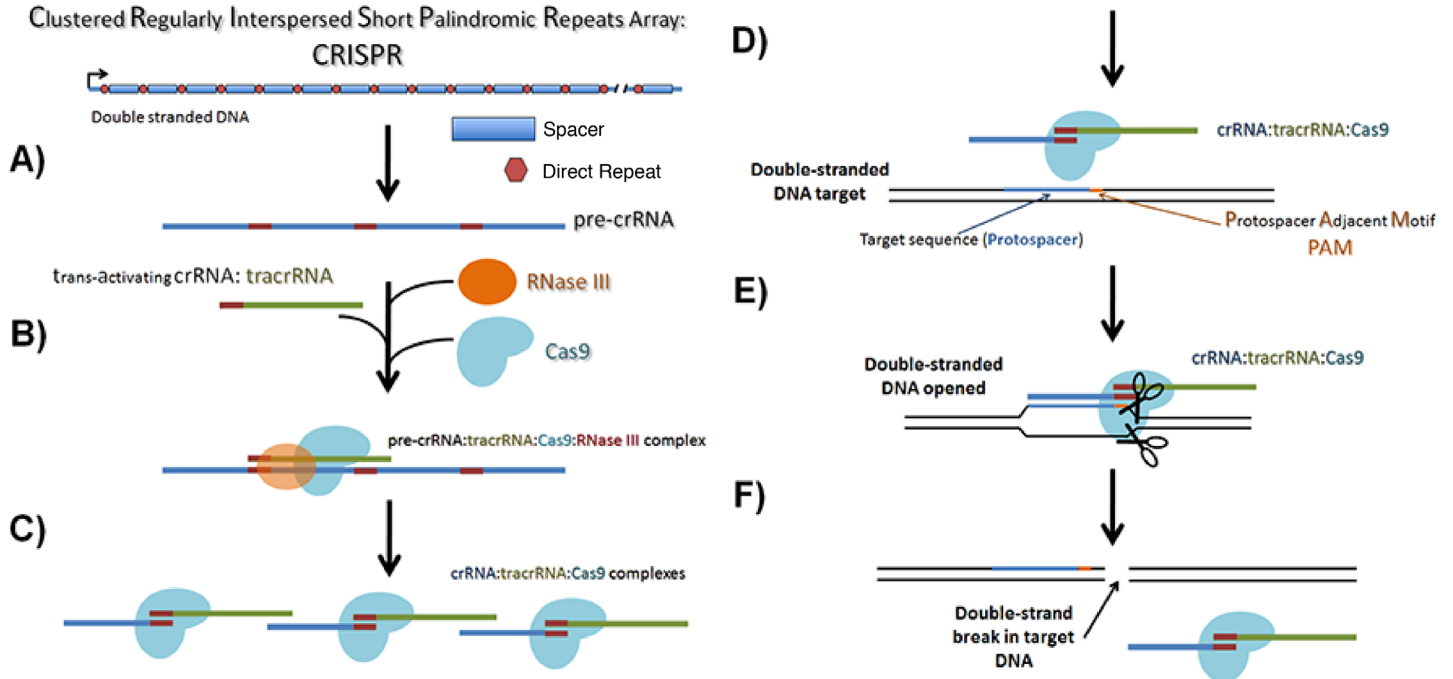 Clustered Regularly Interspersed Short Palindromic Repeats Array:
CRISPR
Double stranded DNA
Spacer
Direct Repeat
A)
pre-crRNA
trans-activating crRNA: tracrRNA
RNase III
B)
Cas9
pre-crRNA:tracrRNA:Cas9:RNase III complex
C)
crRNA:tracrRNA:Cas9 complexes
D)
crRNA:tracrRNA:Cas9
Double-stranded
DNA target
Target sequence (Protospacer)
Protospacer Adjacent Motif
PAM
E)
crRNA:tracrRNA:Cas9
Double-stranded
DNA opened
F)
Double-strand
break in target
DNA